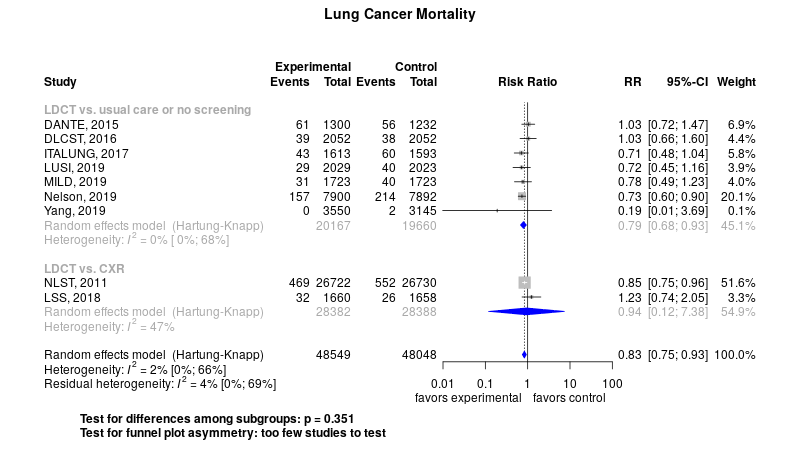 Lung Cancer Mortality
Experimental Control
Study Events Total Events Total Risk Ratio RR 95%-CI Weight
LDCT vs. usual care or no screening
DANTE, 2015 61 1300 56 1232 1.03 [0.72; 1.47] 6.9%
DLCST, 2016 39 2052 38 2052 1.03 [0.66; 1.60] 4.4%
ITALUNG, 2017 43 1613 60 1593 0.71 [0.48; 1.04] 5.8%
LUSI, 2019 29 2029 40 2023 0.72 [0.45; 1.16] 3.9%
MILD, 2019 31 1723 40 1723 0.78 [0.49; 1.23] 4.0%
Nelson, 2019 157 7900 214 7892 0.73 [0.60; 0.90] 20.1%
Yang, 2019 0 3550 2 3145 0.19 [0.01; 3.69] 0.1%
Random effects model (Hartung-Knapp) 20167 19660 0.79 [0.68; 0.93] 45.1%
Heterogeneity: I² = 0% [ 0%; 68%]
LDCT vs. CXR
NLST, 2011 469 26722 552 26730 0.85 [0.75; 0.96] 51.6%
LSS, 2018 32 1660 26 1658 1.23 [0.74; 2.05] 3.3%
Random effects model (Hartung-Knapp) 28382 28388 0.94 [0.12; 7.38] 54.9%
Heterogeneity: I² = 47%
Random effects model (Hartung-Knapp) 48549 48048 0.83 [0.75; 0.93] 100.0%
Heterogeneity: I² = 2% [0%; 66%]
Residual heterogeneity: I² = 4% [0%; 69%]
0.01 0.1 1 10 100
favors experimental favors control
Test for differences among subgroups: p = 0.351
Test for funnel plot asymmetry: too few studies to test